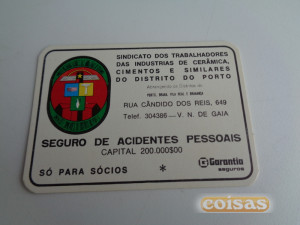 SINDICATO DOS TRABALHADORES
DAS INDUSTRIAS DE CERÂMICA,
CIMENTOS E SIMILARES
DO DISTRITO DO PORTO
RUA CÂNDIDO DOS REIS, 649
Telef. 304386 — V. N. DE GAIA
SEGURO DE ACIDENTES PESSOAIS
CAPITAL 200.000$00
SÓ PARA SÓCIOS *
Garantia
seguros
coisas